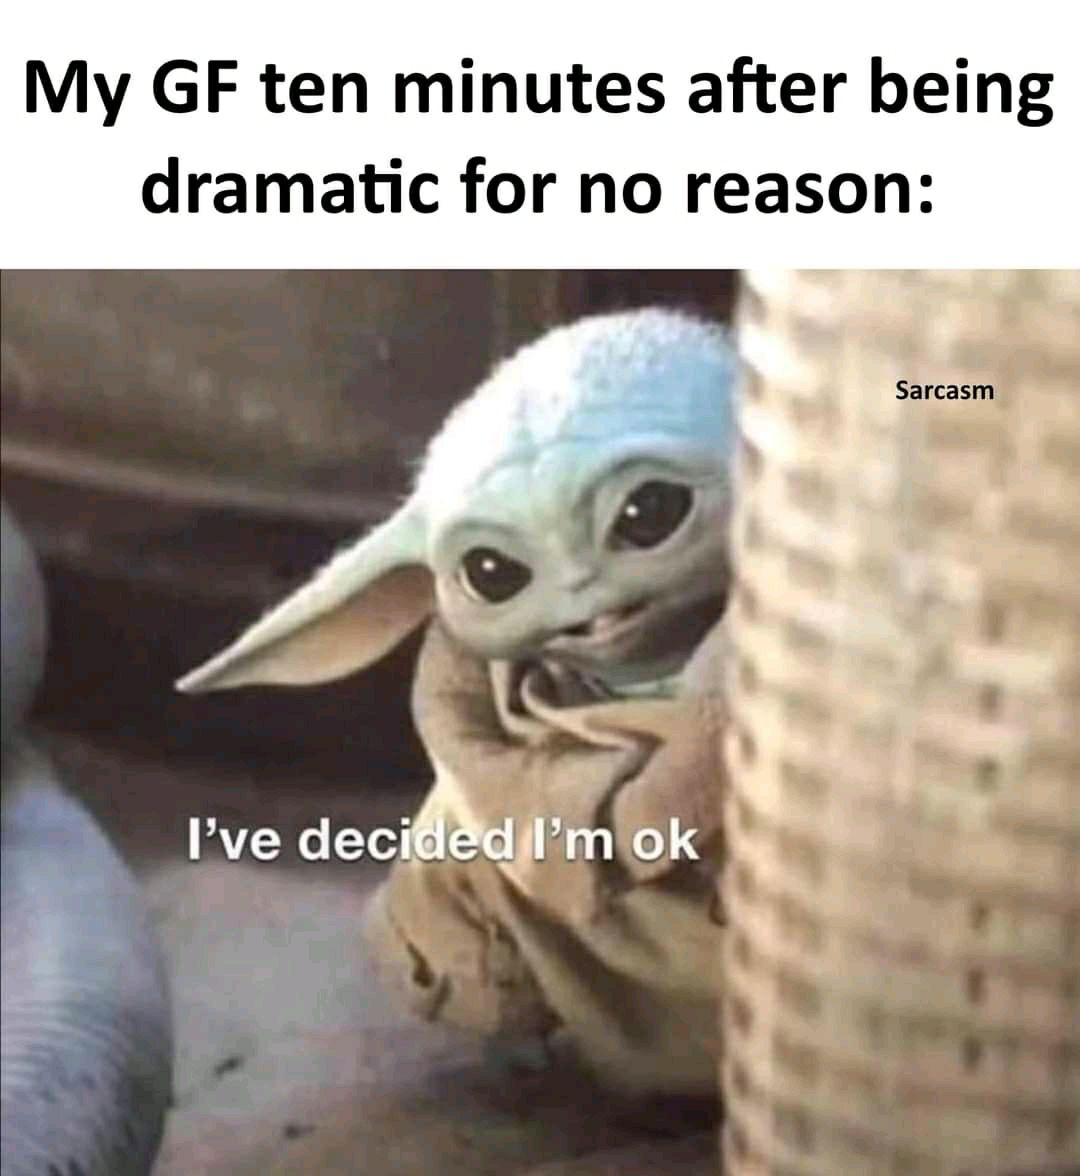 My GF ten minutes after being
dramatic for no reason:
Sarcasm
I've decided I'm ok